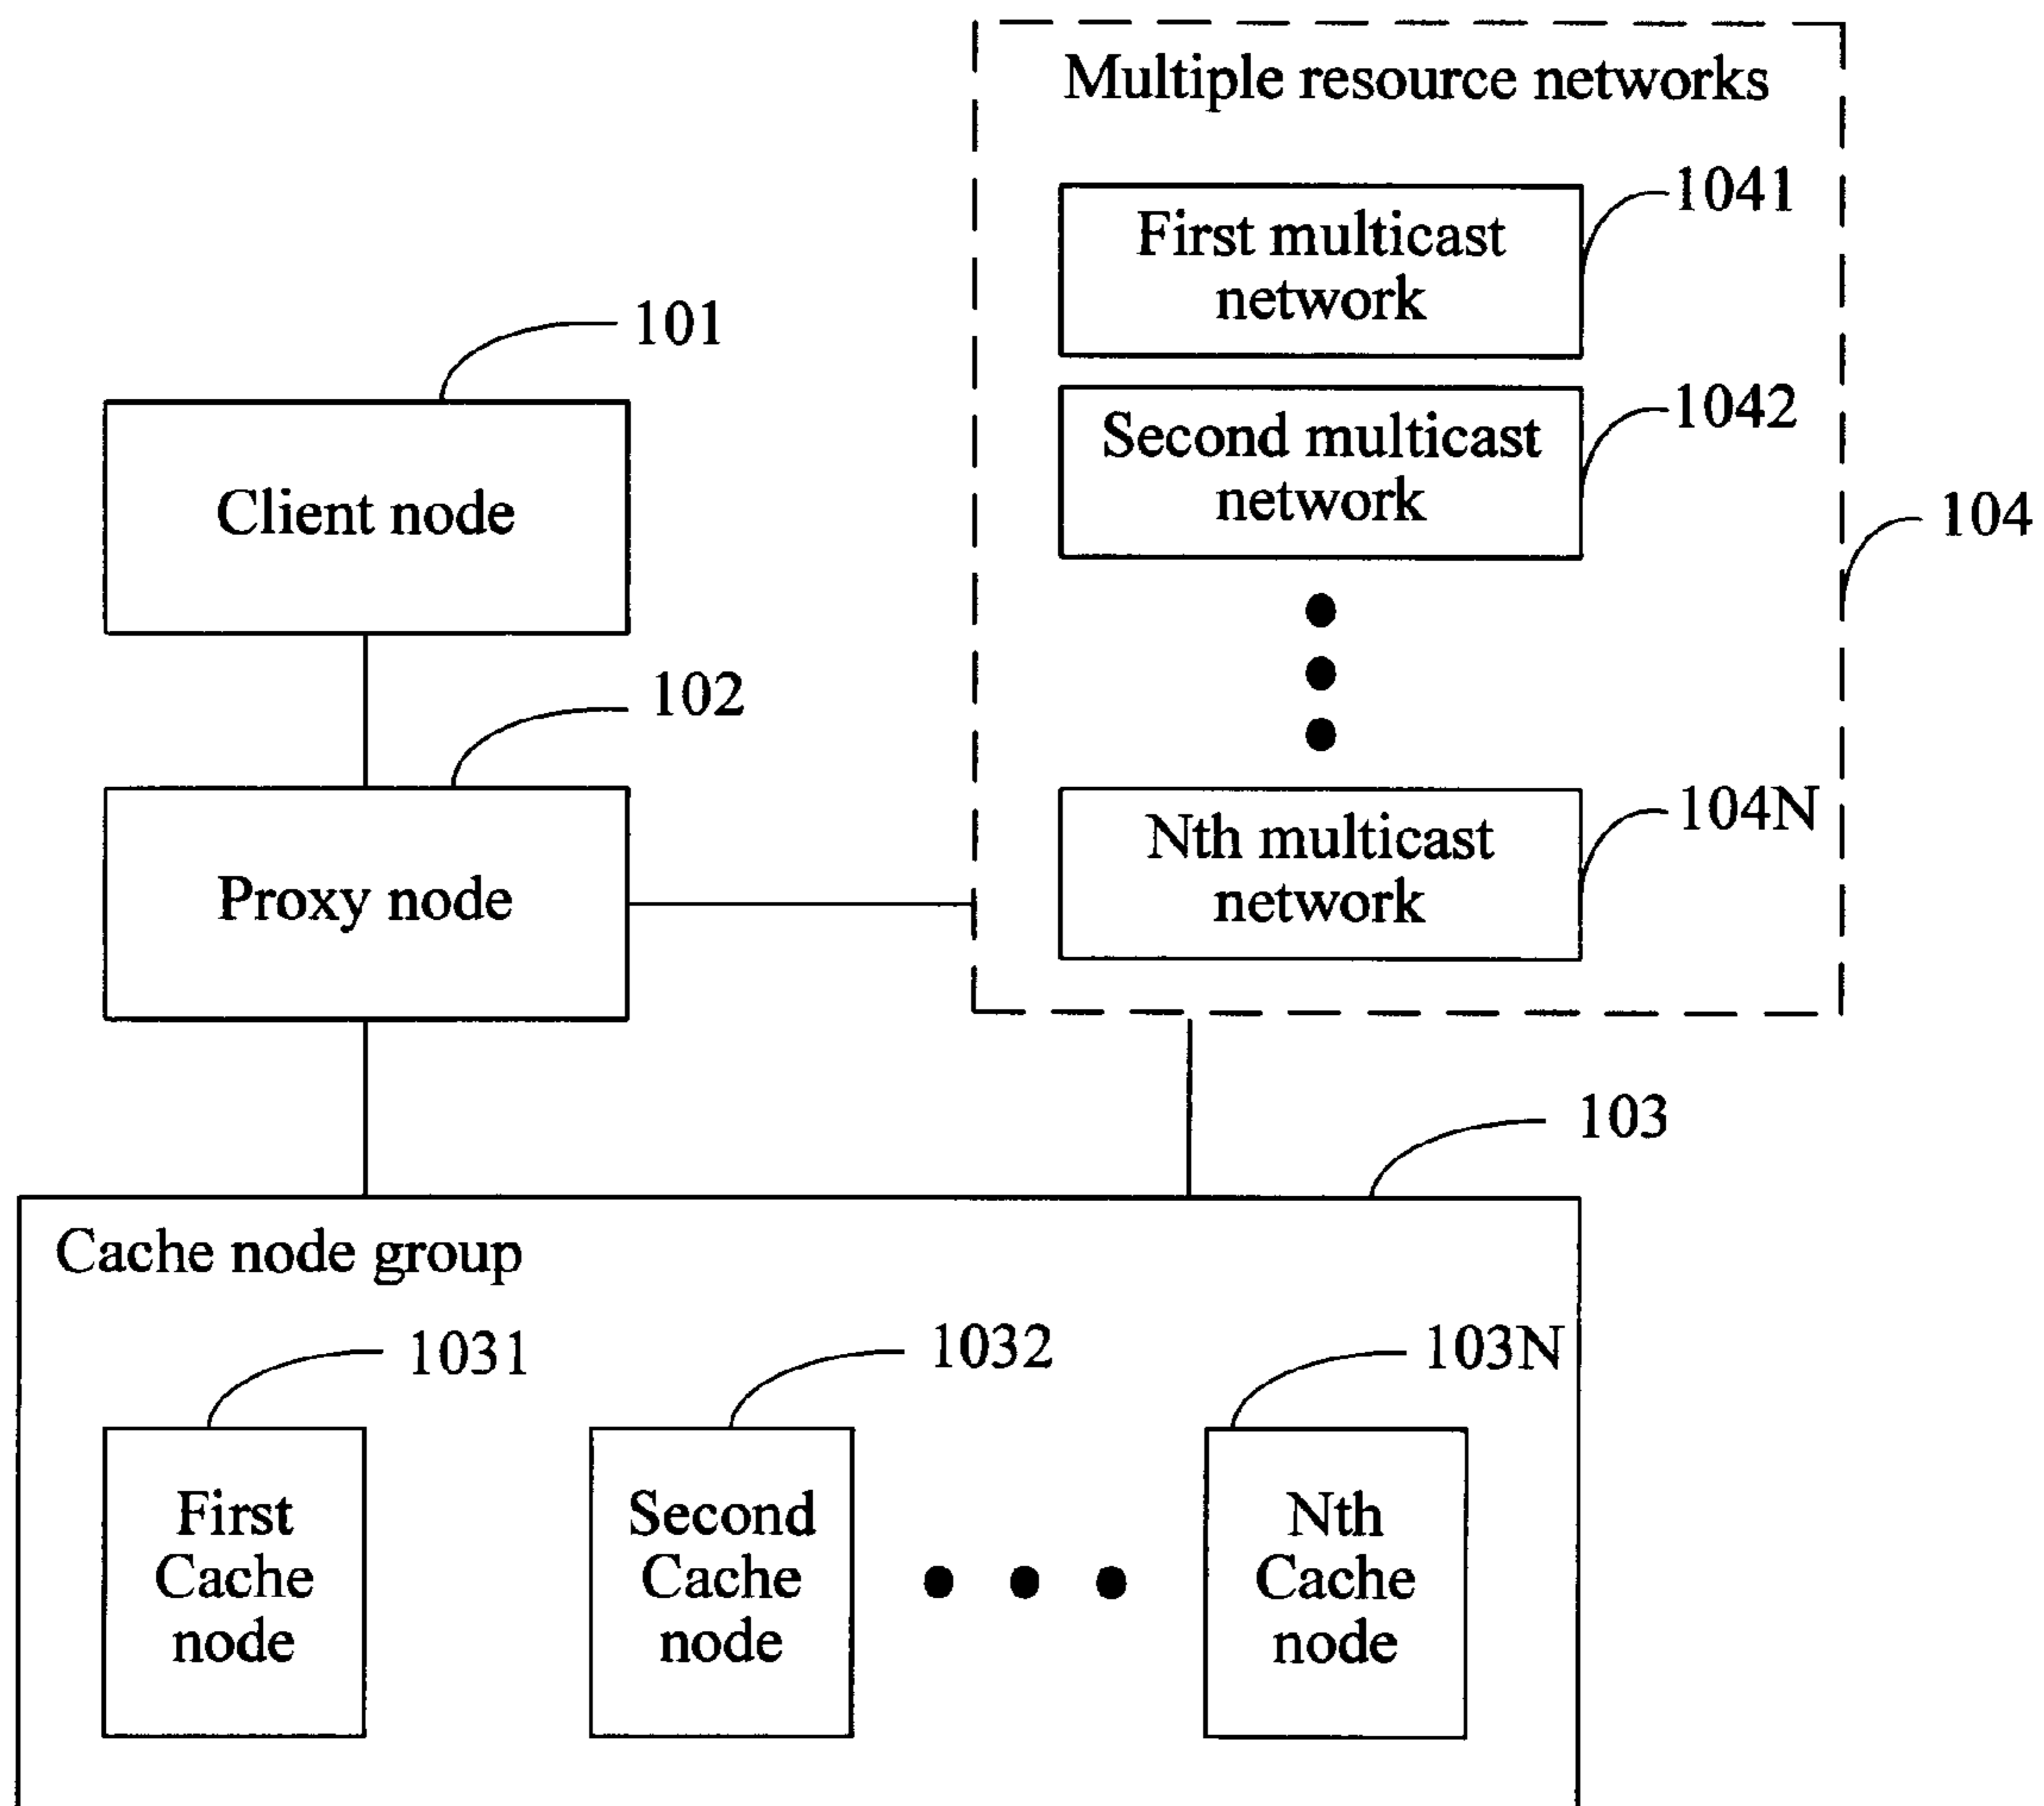 Multiple resource networks
1041
First multicast
network
101
1042
Second multicast
network
Client node
104
102
104N
Nth multicast
network
Proxy node
103
Cache node group
1031
1032
103N
First
Cache
node
Second
Cache
node
Nth
Cache
node